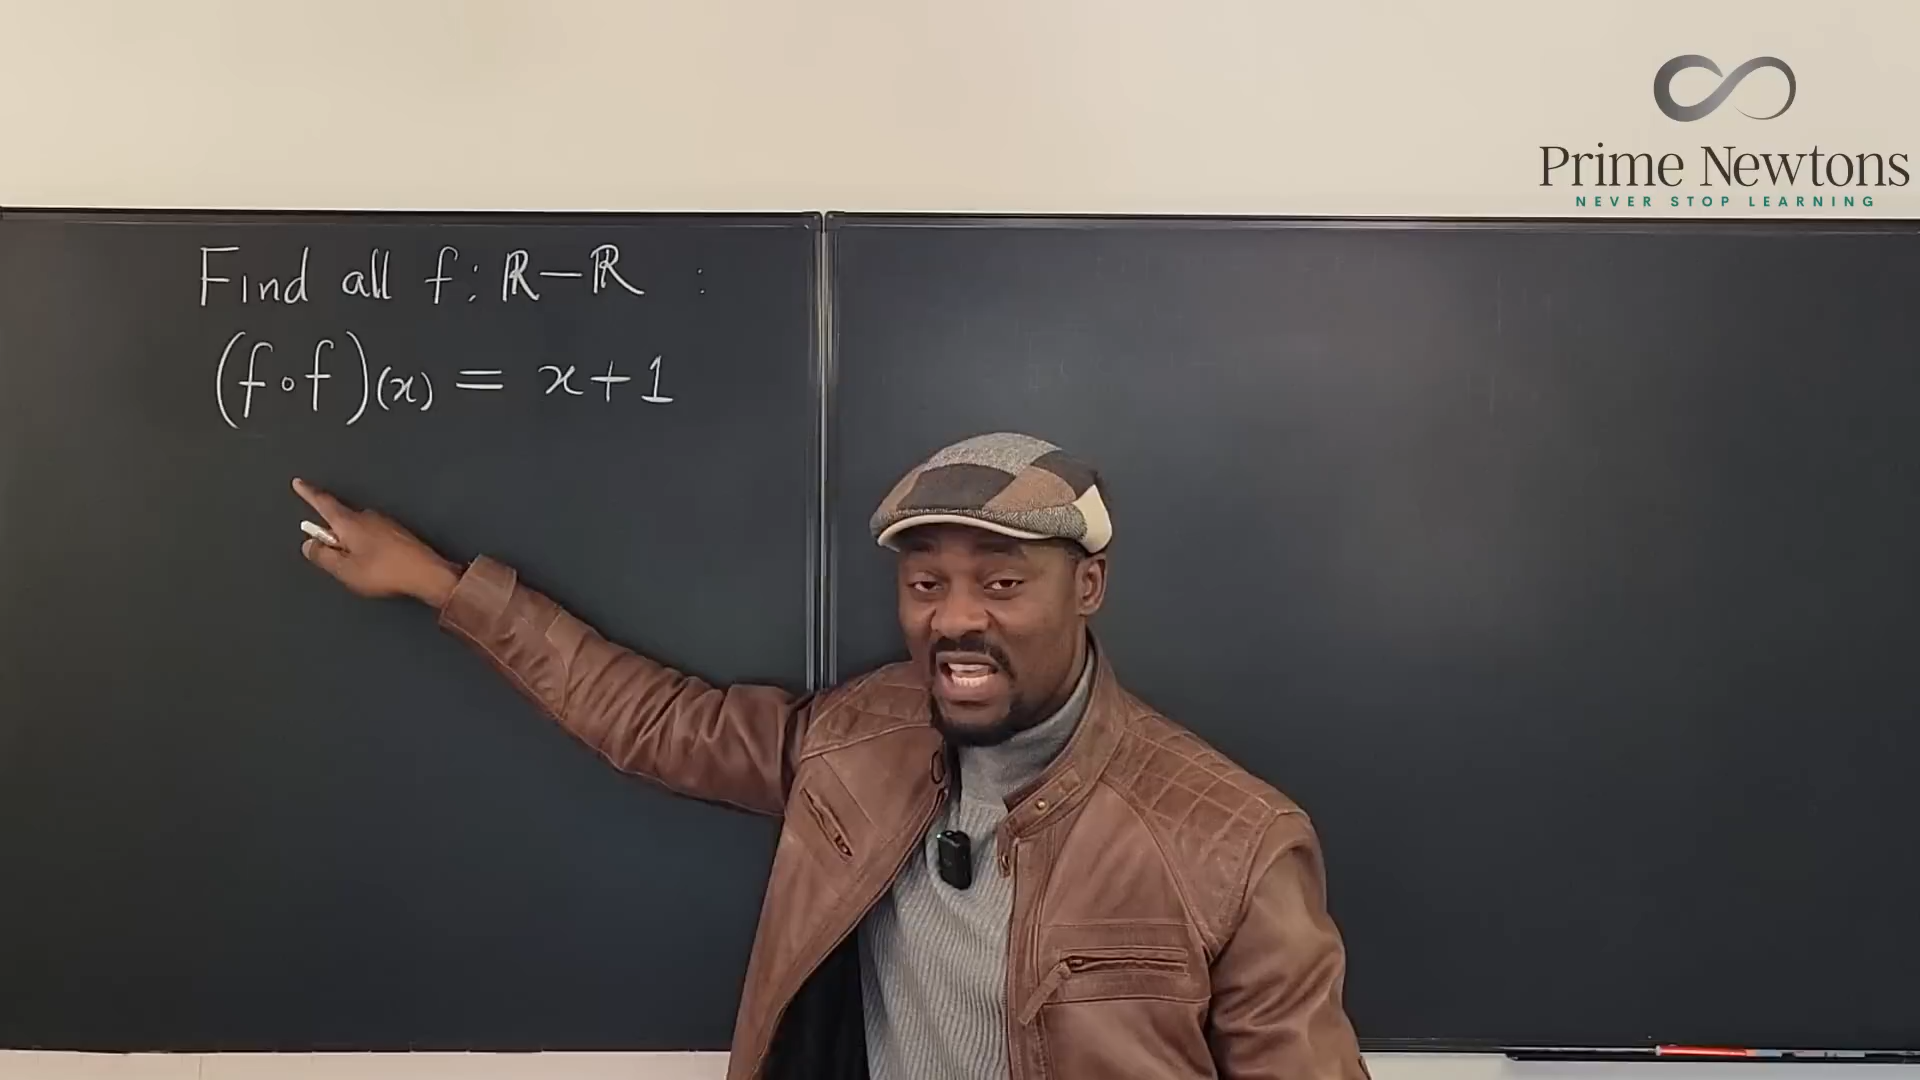 Prime Newtons
NEVER STOP LEARNING
Find all f: ℝ—ℝ :
(f∘f)(x) = x+1